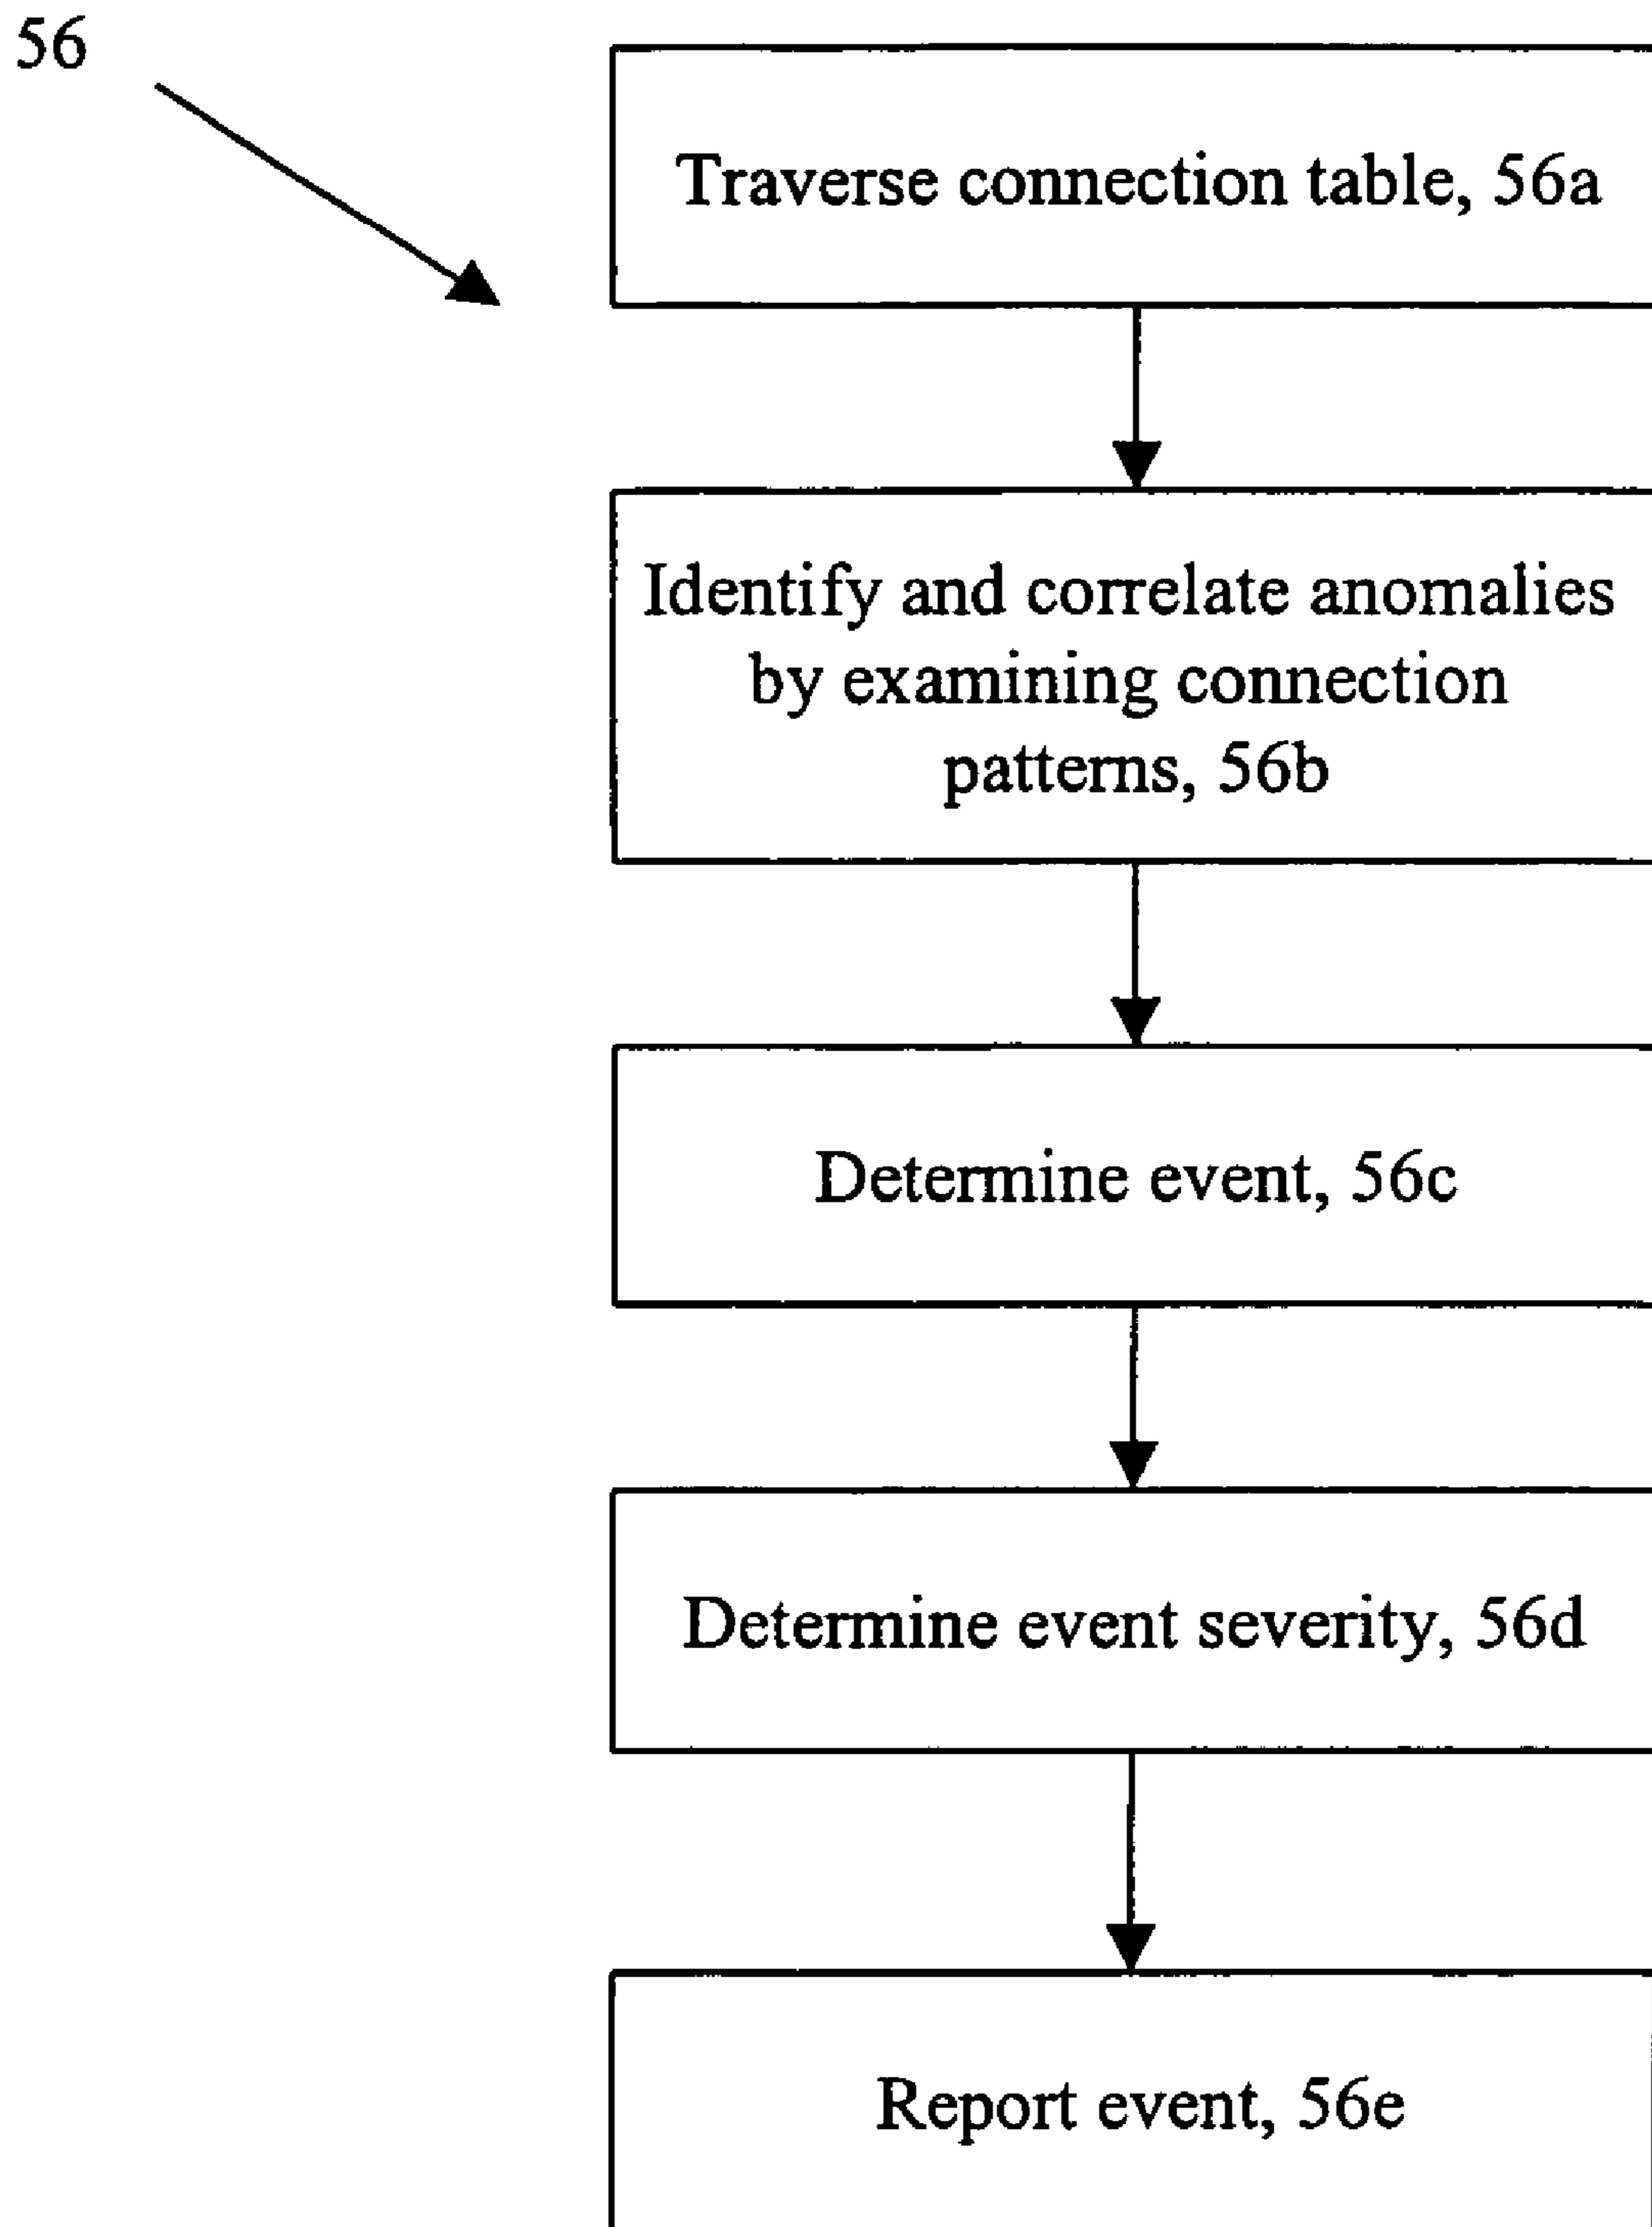 56
Traverse connection table, 56a
Identify and correlate anomalies
by examining connection
patterns, 56b
Determine event, 56c
Determine event severity, 56d
Report event, 56e